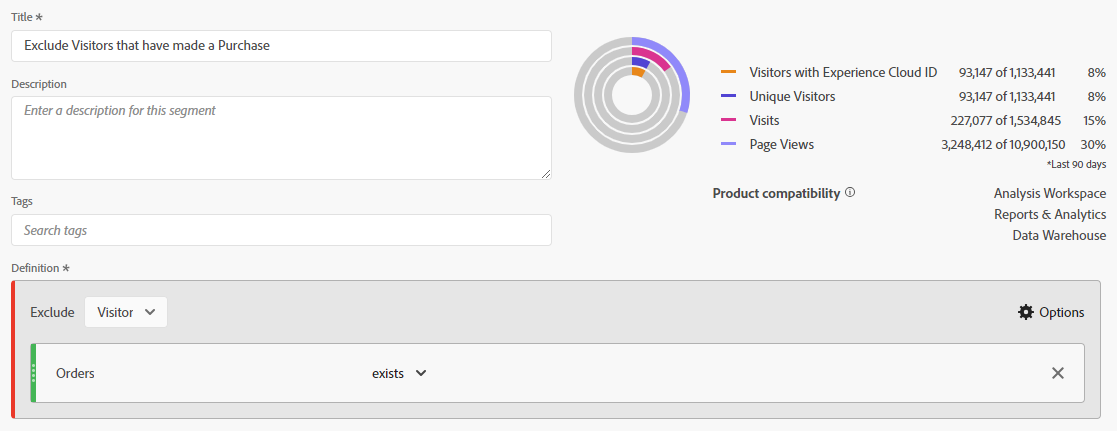 Title *
Exclude Visitors that have made a Purchase
Description
Enter a description for this segment
Tags
Search tags
Visitors with Experience Cloud ID 93,147 of 1,133,441 8%
Unique Visitors 93,147 of 1,133,441 8%
Visits 227,077 of 1,534,845 15%
Page Views 3,248,412 of 10,900,150 30%
*Last 90 days
Product compatibility Analysis Workspace
Reports & Analytics
Data Warehouse
Definition *
Exclude Visitor Options
Orders exists